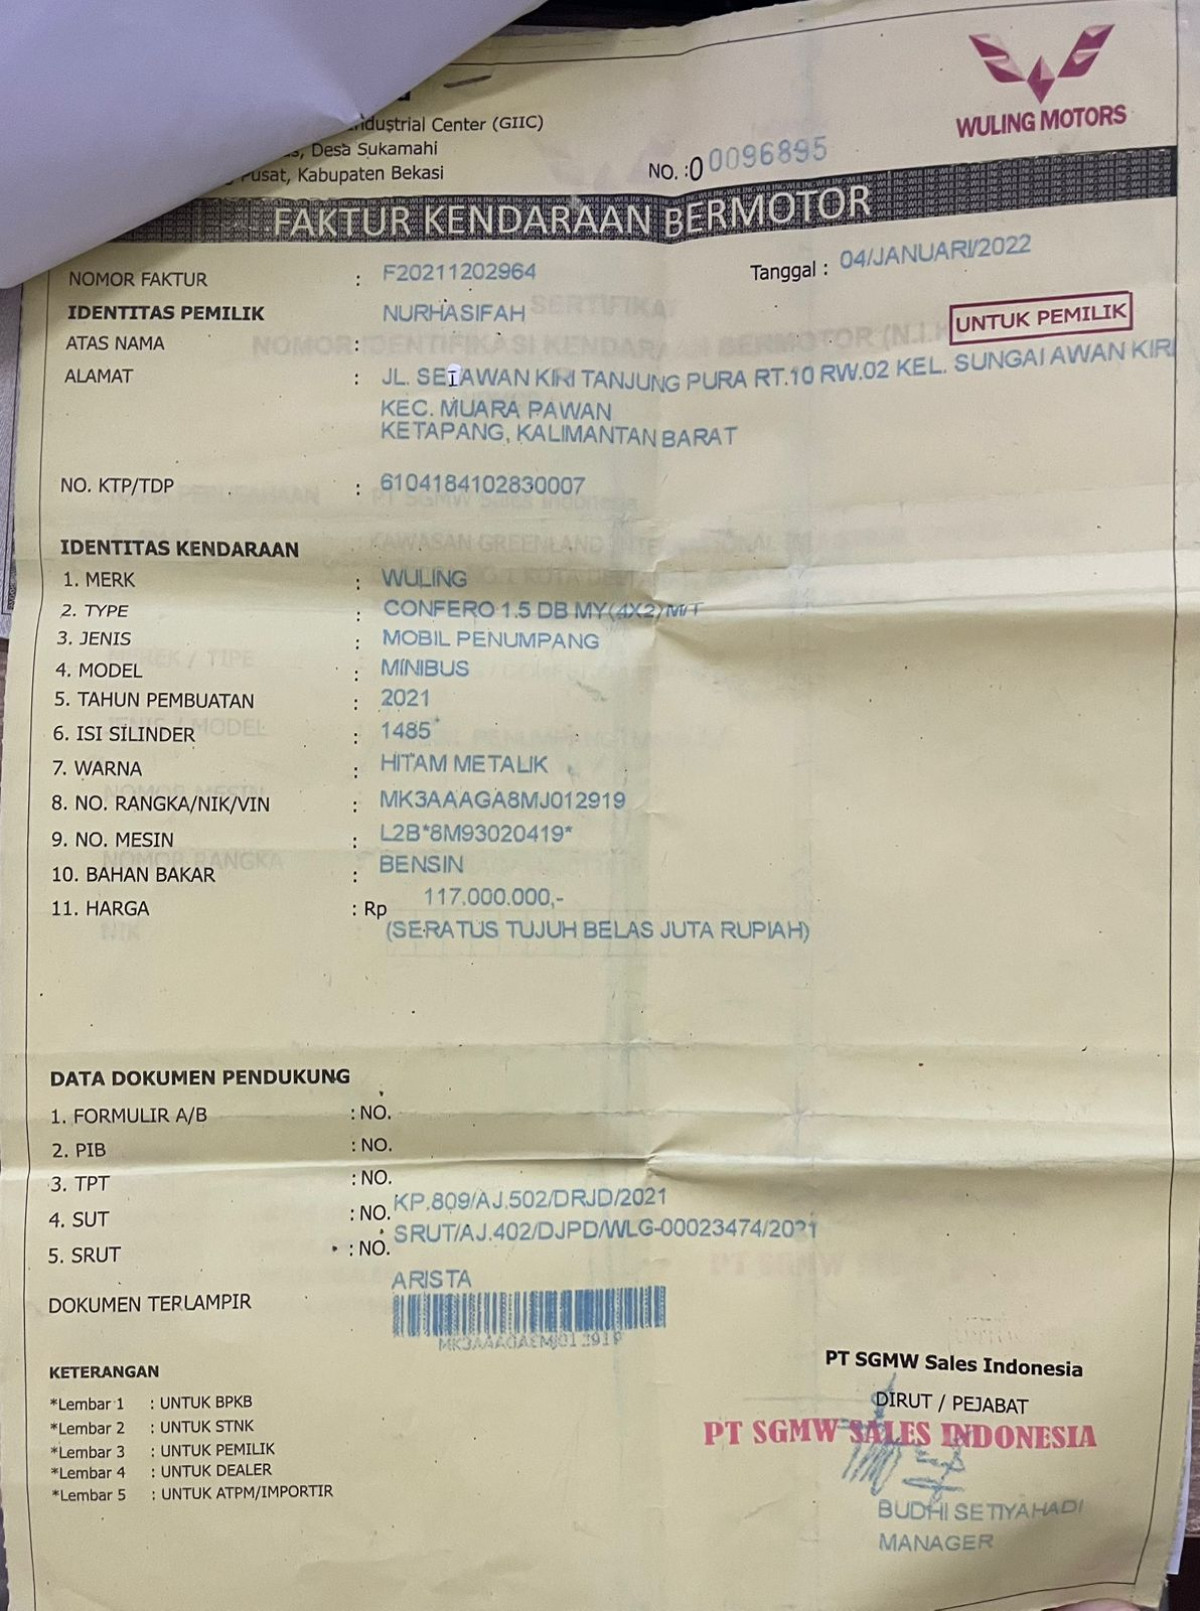 WULING MOTORS
dustrial Center (GIIC)
Desa Sukamahi
Pusat, Kabupaten Bekasi
NO. :0 0096895
FAKTUR KENDARAAN BERMOTOR
NOMOR FAKTUR : F20211202964
Tanggal : 04/JANUARI/2022
IDENTITAS PEMILIK NURHASIFAH
UNTUK PEMILIK
ATAS NAMA :
ALAMAT : JL. SETAWAN KIRI TANJUNG PURA RT.10 RW.02 KEL. SUNGAI AWAN KIRI
KEC. MUARA PAWAN
KETAPANG, KALIMANTAN BARAT
NO. KTP/TDP : 6104184102830007
IDENTITAS KENDARAAN
1. MERK : WULING
2. TYPE : CONFERO 1.5 DB MY(4X2)M/T
3. JENIS : MOBIL PENUMPANG
4. MODEL : MINIBUS
5. TAHUN PEMBUATAN : 2021
6. ISI SILINDER : 1485
7. WARNA : HITAM METALIK
8. NO. RANGKA/NIK/VIN : MK3AAAGA8MJ012919
9. NO. MESIN : L2B*8M93020419*
10. BAHAN BAKAR : BENSIN
11. HARGA : Rp 117.000.000,-
(SERATUS TUJUH BELAS JUTA RUPIAH)
DATA DOKUMEN PENDUKUNG
1. FORMULIR A/B : NO.
2. PIB : NO.
3. TPT : NO.
4. SUT : NO. KP.809/AJ.502/DRJD/2021
5. SRUT : NO. SRUT/AJ.402/DJPD/WLG-00023474/2021
DOKUMEN TERLAMPIR ARISTA
KETERANGAN
*Lembar 1 : UNTUK BPKB
*Lembar 2 : UNTUK STNK
*Lembar 3 : UNTUK PEMILIK
*Lembar 4 : UNTUK DEALER
*Lembar 5 : UNTUK ATPM/IMPORTIR
PT SGMW Sales Indonesia
DIRUT / PEJABAT
PT SGMW SALES INDONESIA
BUDHI SETIYAHADI
MANAGER